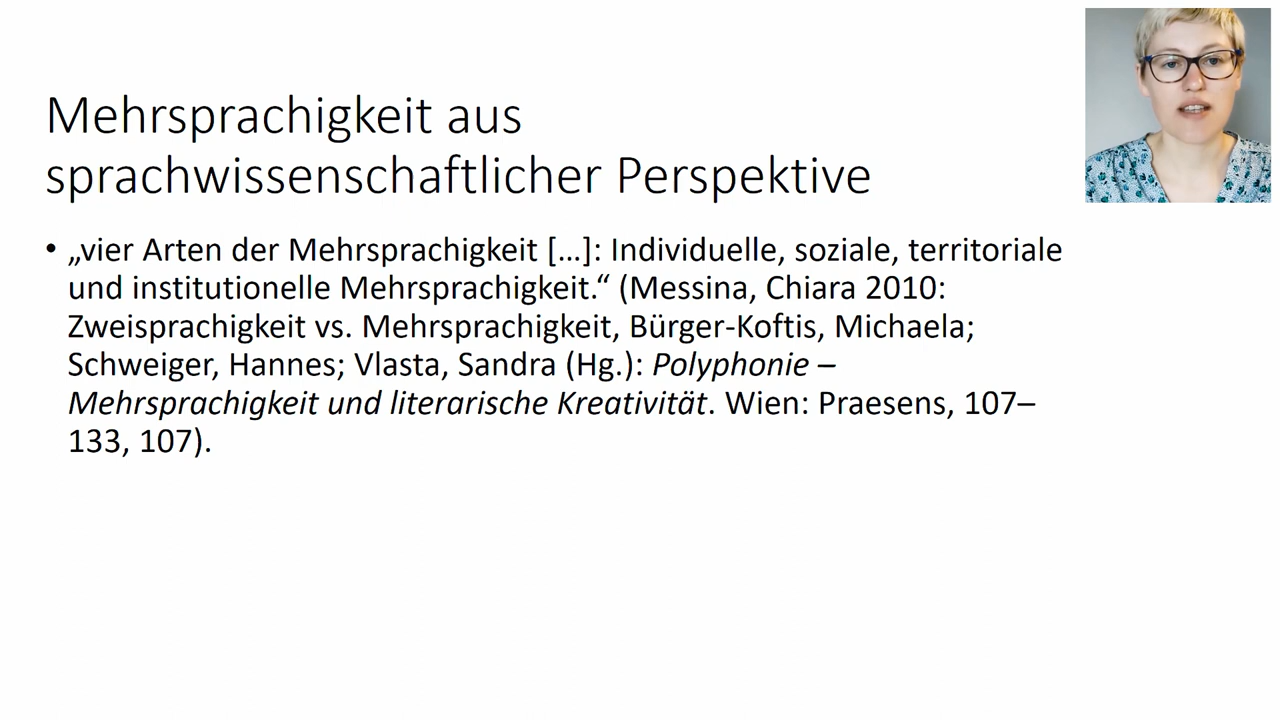 Mehrsprachigkeit aus
sprachwissenschaftlicher Perspektive
• „vier Arten der Mehrsprachigkeit […]: Individuelle, soziale, territoriale
und institutionelle Mehrsprachigkeit.“ (Messina, Chiara 2010:
Zweisprachigkeit vs. Mehrsprachigkeit, Bürger-Koftis, Michaela;
Schweiger, Hannes; Vlasta, Sandra (Hg.): Polyphonie –
Mehrsprachigkeit und literarische Kreativität. Wien: Praesens, 107–
133, 107).